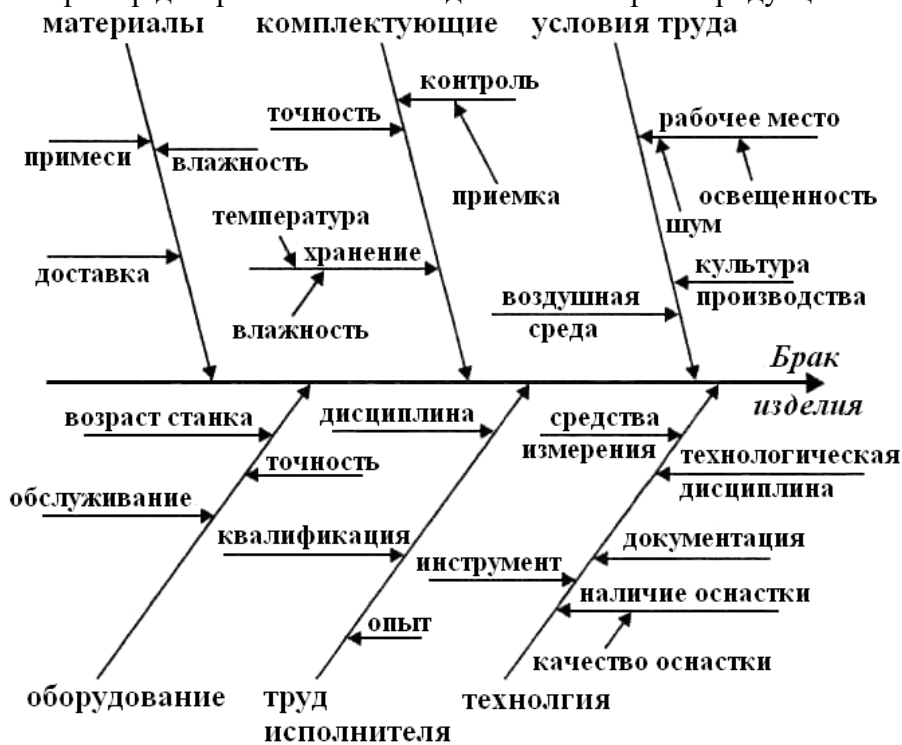 материалы
комплектующие
условия труда
контроль
точность
рабочее место
примеси
влажность
приемка
освещенность
температура
шум
хранение
доставка
культура
производства
воздушная
среда
влажность
Брак
изделия
возраст станка
дисциплина
средства
измерения
точность
технологическая
дисциплина
обслуживание
квалификация
документация
инструмент
наличие оснастки
опыт
качество оснастки
оборудование
труд
исполнителя
технолгия